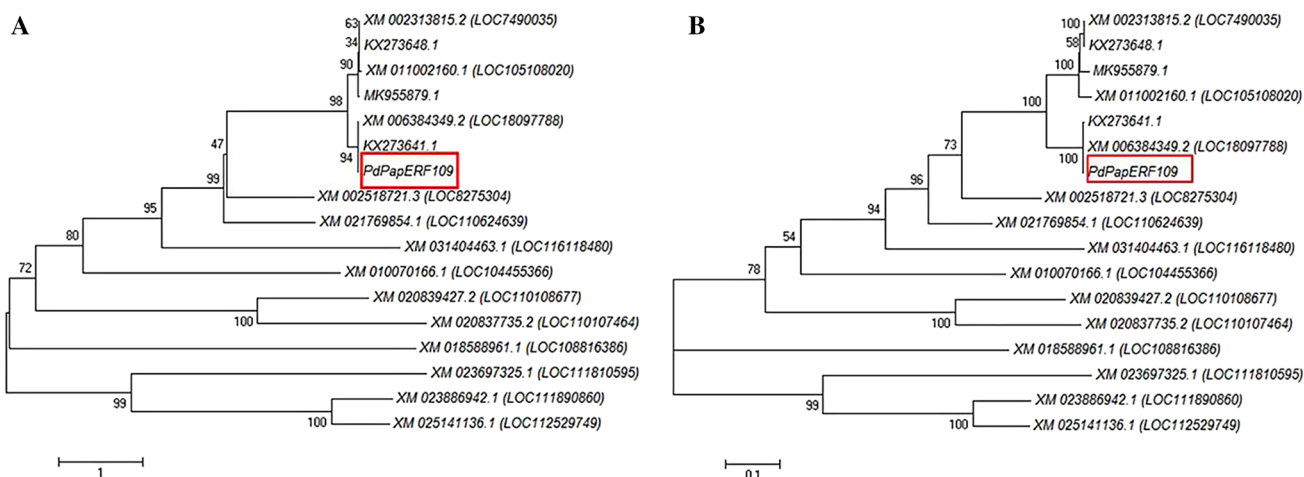 A
63
XM 002313815.2 (LOC7490035)
34
KX273648.1
90
XM 011002160.1 (LOC105108020)
MK955879.1
98
XM 006384349.2 (LOC18097788)
47
KX273641.1
94
PdPapERF109
99
XM 002518721.3 (LOC8275304)
95
XM 021769854.1 (LOC110624639)
80
XM 031404463.1 (LOC116118480)
72
XM 010070166.1 (LOC104455366)
XM 020839427.2 (LOC110108677)
100
XM 020837735.2 (LOC110107464)
XM 018588961.1 (LOC108816386)
XM 023697325.1 (LOC111810595)
99
XM 023886942.1 (LOC111890860)
100
XM 025141136.1 (LOC112529749)
1
B
100
XM 002313815.2 (LOC7490035)
58
KX273648.1
100
MK955879.1
XM 011002160.1 (LOC105108020)
100
KX273641.1
XM 006384349.2 (LOC18097788)
73
100
PdPapERF109
96
XM 002518721.3 (LOC8275304)
94
XM 021769854.1 (LOC110624639)
54
XM 031404463.1 (LOC116118480)
78
XM 010070166.1 (LOC104455366)
XM 020839427.2 (LOC110108677)
100
XM 020837735.2 (LOC110107464)
XM 018588961.1 (LOC108816386)
XM 023697325.1 (LOC111810595)
99
XM 023886942.1 (LOC111890860)
100
XM 025141136.1 (LOC112529749)
0.1